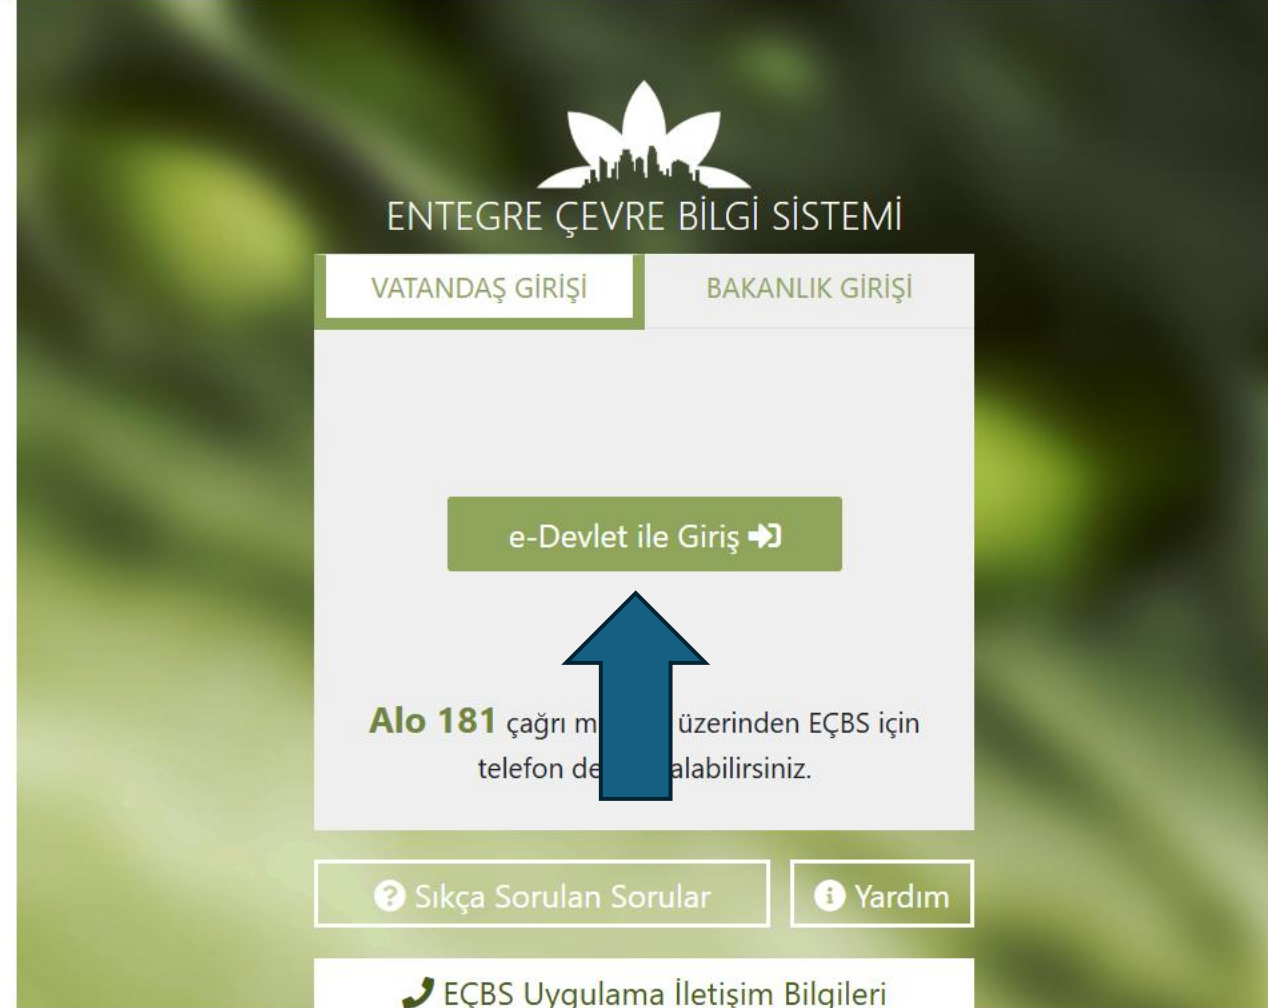 ENTEGRE ÇEVRE BİLGİ SİSTEMİ
VATANDAŞ GİRİŞİ
BAKANLIK GİRİŞİ
e-Devlet ile Giriş
Alo 181 çağrı üzerinden EÇBS için
telefon alabilirsiniz.
Sıkça Sorulan Sorular
Yardım
EÇBS Uygulama İletişim Bilgileri